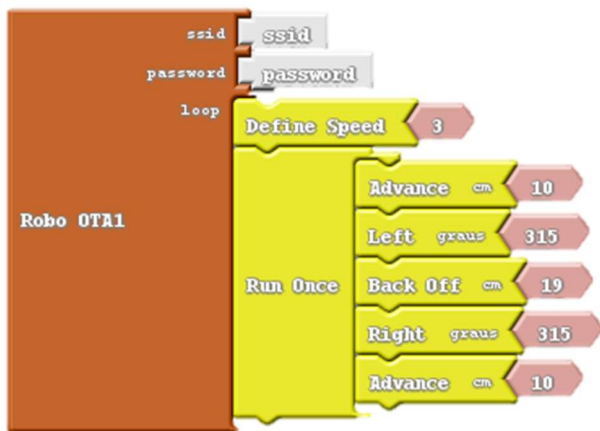 ssid ssid
password password
loop
Define Speed 3
Advance cm 10
Robo OTA1
Left graus 315
Run Once
Back Off cm 19
Right graus 315
Advance cm 10